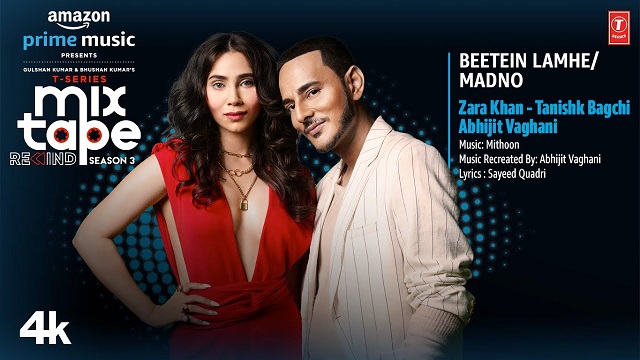 amazon
prime music
PRESENTS
GULSHAN KUMAR & BHUSHAN KUMAR'S
T-SERIES
mix
tape
REWIND SEASON 3
4k
T-SERIES
BEETEIN LAMHE/
MADNO
Zara Khan - Tanishk Bagchi
Abhijit Vaghani
Music: Mithoon
Music Recreated By: Abhijit Vaghani
Lyrics : Sayeed Quadri